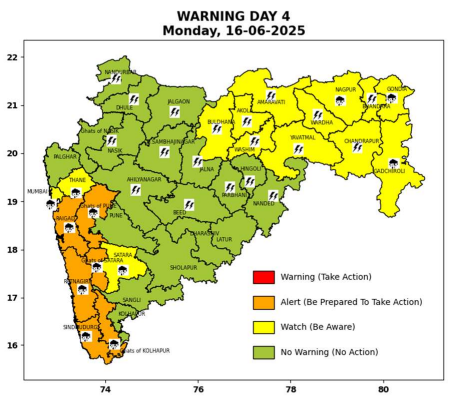 WARNING DAY 4
Monday, 16-06-2025
22
21
20
19
18
17
16
74
76
78
80
NANDURBAR
DHULE
JALGAON
Ghats of NASIK
NASIK
SAMBHAJINAGAR
BULDHANA
AKOLA
AMARAVATI
WASHIM
NAGPUR
WARDHA
BHANDARA
GONDIA
YAVATMAL
CHANDRAPUR
GADCHIROLI
PALGHAR
THANE
MUMBAI
AHILYANAGAR
JALNA
HINGOLI
PARBHANI
NANDED
Ghats of PUNE
PUNE
RAIGAD
BEED
DHARASHIV
LATUR
SATARA
Ghats of SATARA
SHOLAPUR
RATNAGIRI
SANGLI
KOLHAPUR
SINDHUDURG
Ghats of KOLHAPUR
Warning (Take Action)
Alert (Be Prepared To Take Action)
Watch (Be Aware)
No Warning (No Action)